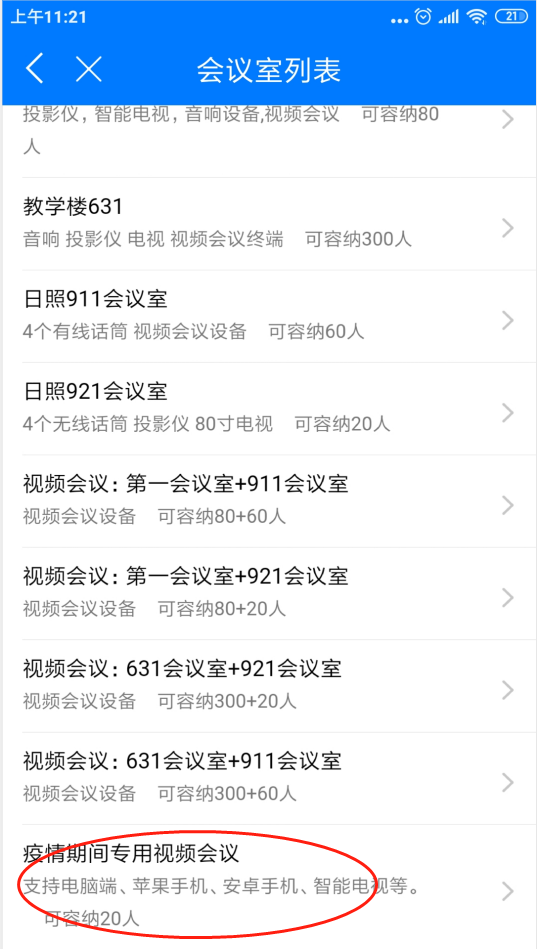 上午11:21
21
会议室列表
投影仪，智能电视，音响设备,视频会议 可容纳80
人
教学楼631
音响 投影仪 电视 视频会议终端 可容纳300人
日照911会议室
4个有线话筒 视频会议设备 可容纳60人
日照921会议室
4个无线话筒 投影仪 80寸电视 可容纳20人
视频会议：第一会议室+911会议室
视频会议设备 可容纳80+60人
视频会议：第一会议室+921会议室
视频会议设备 可容纳80+20人
视频会议：631会议室+921会议室
视频会议设备 可容纳300+20人
视频会议：631会议室+911会议室
视频会议设备 可容纳300+60人
疫情期间专用视频会议
支持电脑端、苹果手机、安卓手机、智能电视等。
可容纳20人